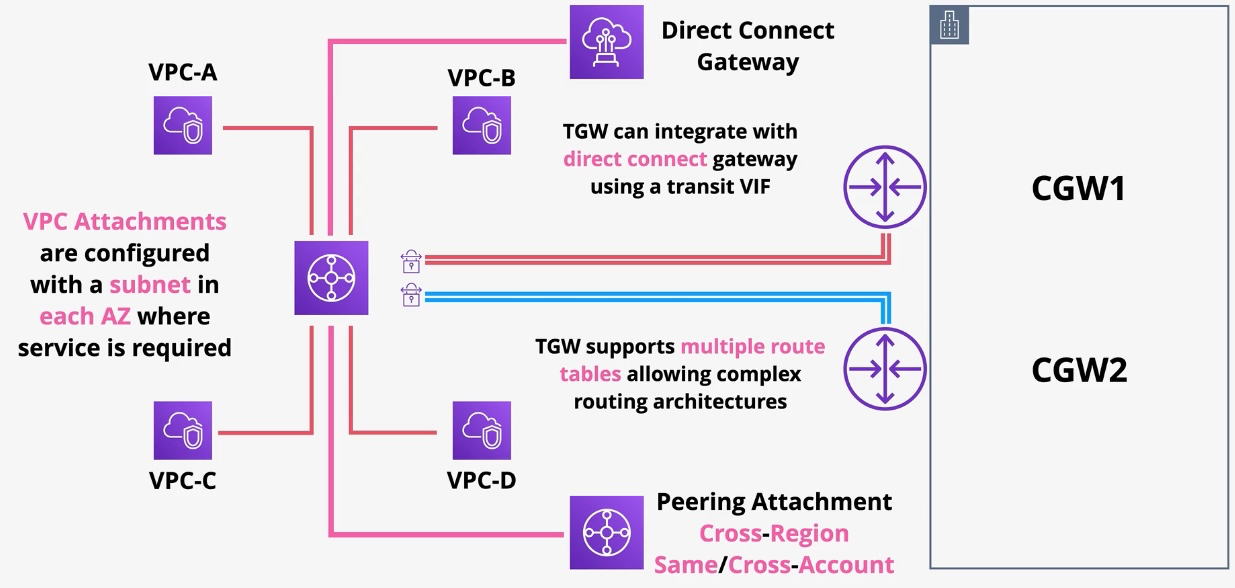 VPC-A
VPC-B
Direct Connect
Gateway
TGW can integrate with
direct connect gateway
using a transit VIF
CGW1
VPC Attachments
are configured
with a subnet in
each AZ where
service is required
TGW supports multiple route
tables allowing complex
routing architectures
CGW2
VPC-C
VPC-D
Peering Attachment
Cross-Region
Same/Cross-Account